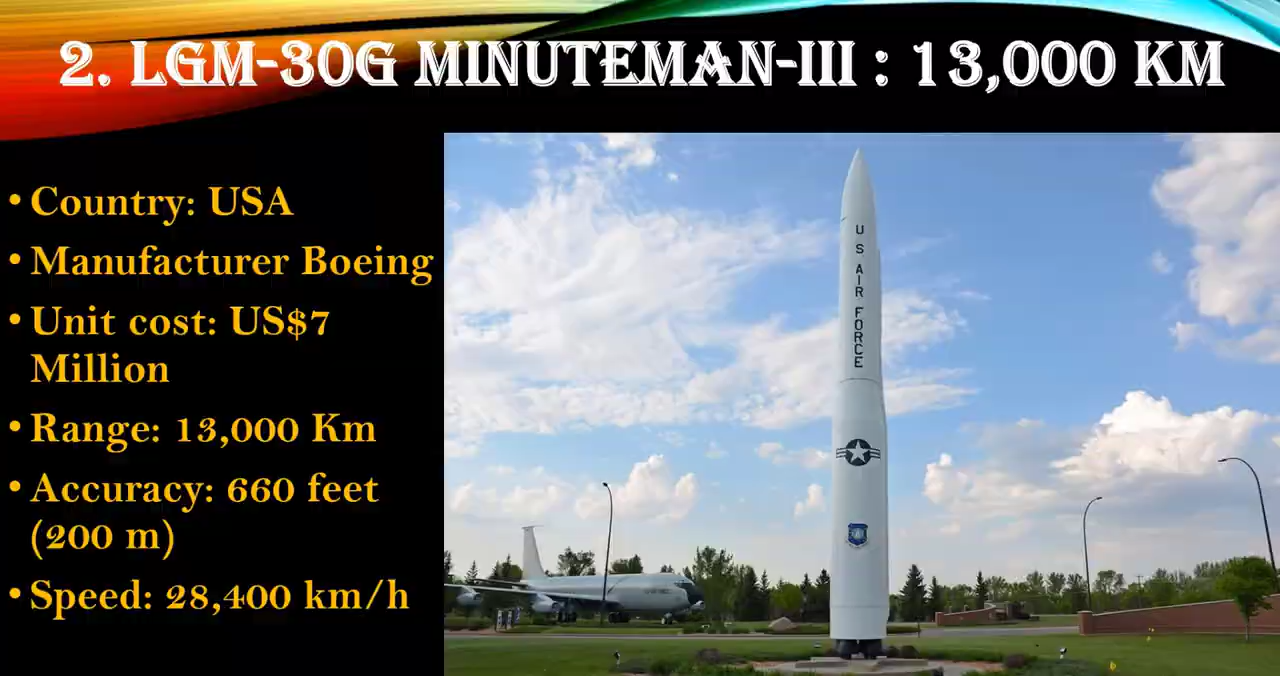 2. LGM-30G MINUTEMAN-III : 13,000 KM
• Country: USA
• Manufacturer Boeing
• Unit cost: US$7
Million
• Range: 13,000 Km
• Accuracy: 660 feet
(200 m)
• Speed: 28,400 km/h
U S AIR FORCE